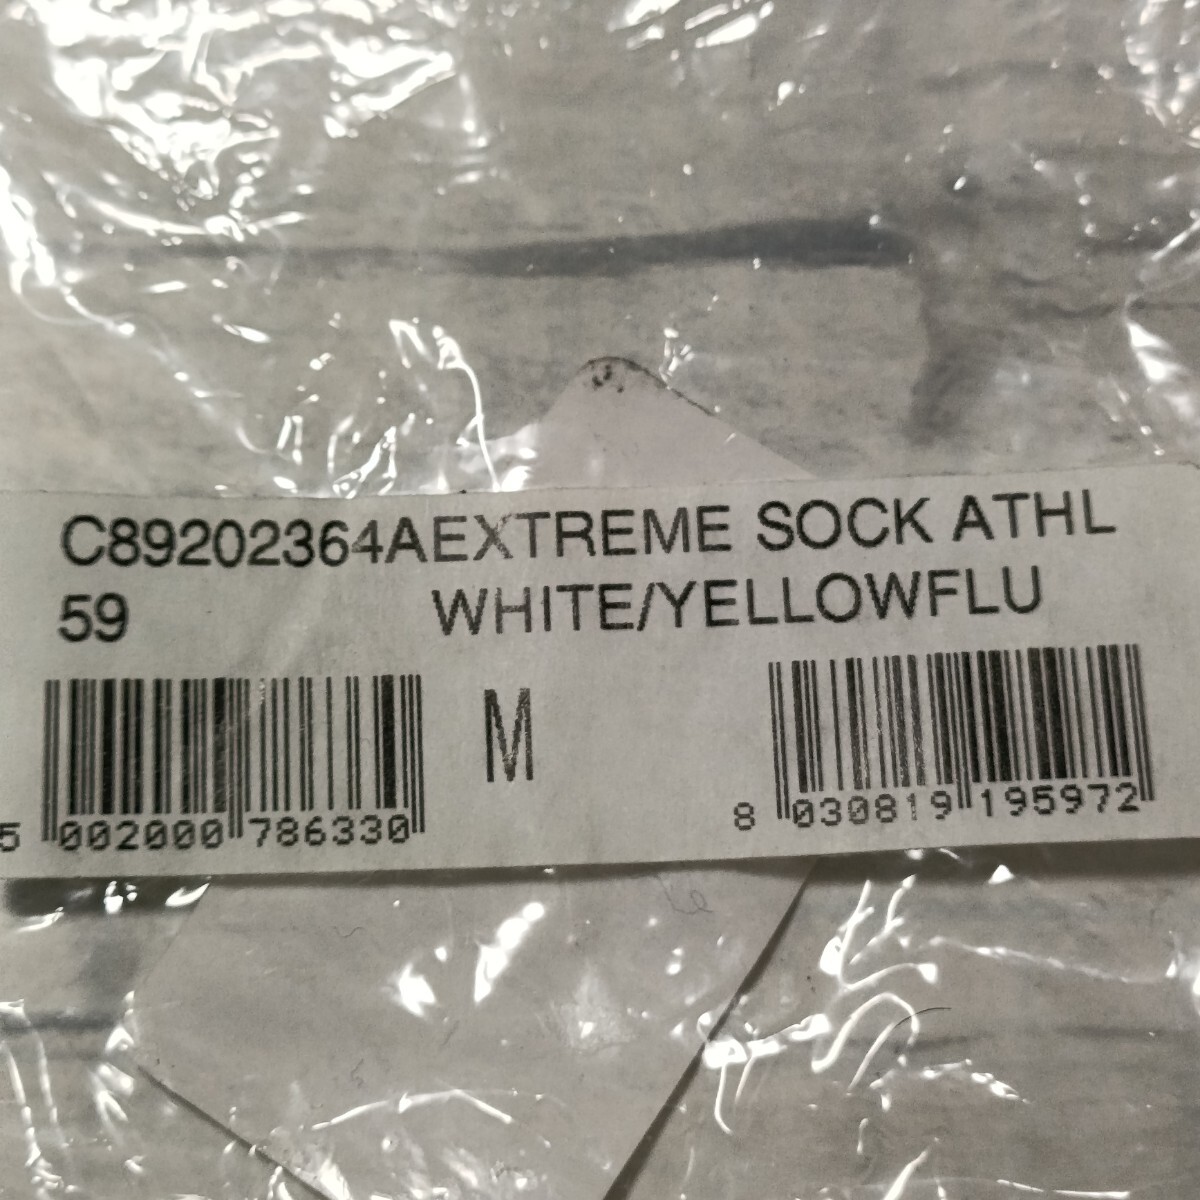 C89202364AEXTREME SOCK ATHL
59 WHITE/YELLOWFLU
M
5 002000 786330
8 030819 195972